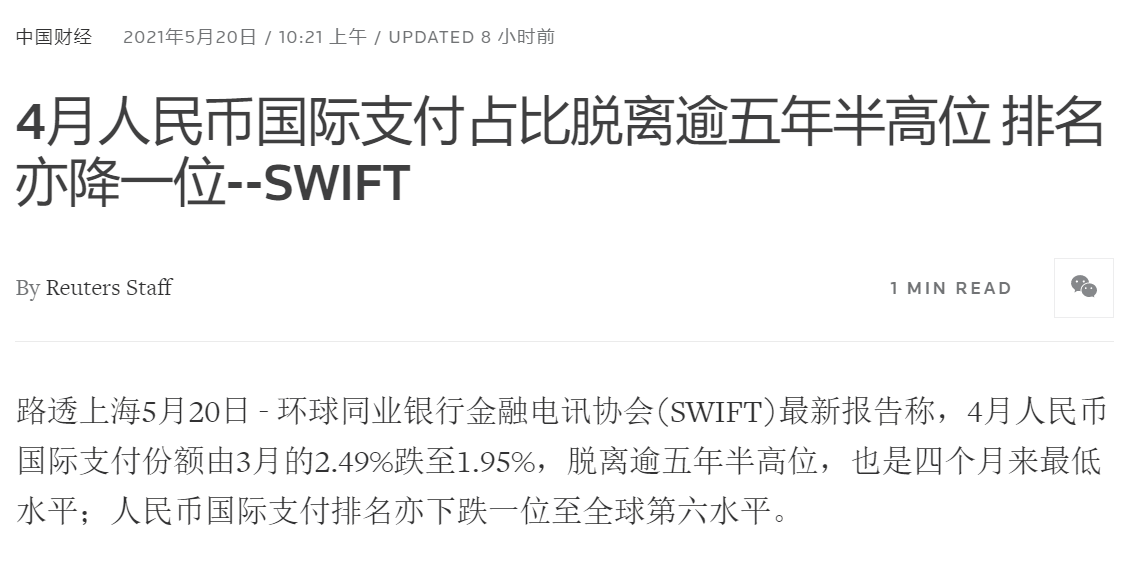 中国财经 2021年5月20日 / 10:21 上午 / UPDATED 8 小时前
4月人民币国际支付占比脱离逾五年半高位 排名
亦降一位--SWIFT
By Reuters Staff 1 MIN READ
路透上海5月20日 - 环球同业银行金融电讯协会(SWIFT)最新报告称，4月人民币
国际支付份额由3月的2.49%跌至1.95%，脱离逾五年半高位，也是四个月来最低
水平；人民币国际支付排名亦下跌一位至全球第六水平。